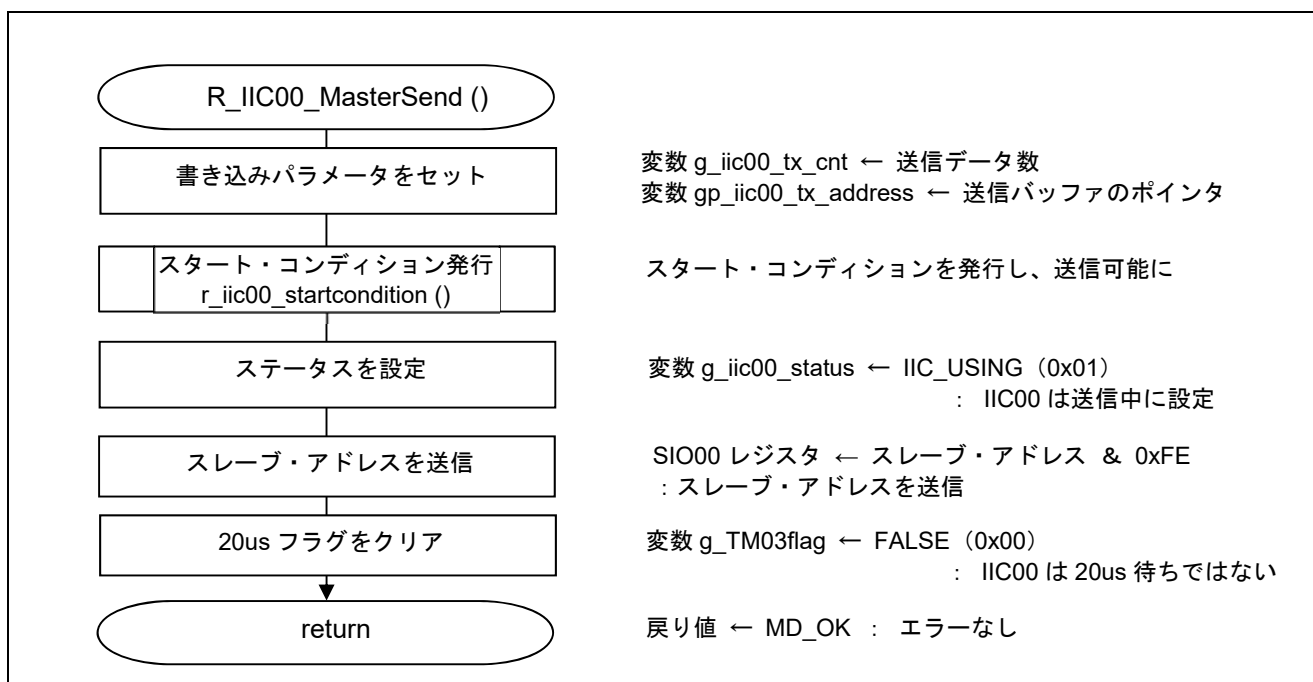 R_IIC00_MasterSend ()
書き込みパラメータをセット
変数 g_iic00_tx_cnt ← 送信データ数
変数 gp_iic00_tx_address ← 送信バッファのポインタ
スタート・コンディション発行
r_iic00_startcondition ()
スタート・コンディションを発行し、送信可能に
ステータスを設定
変数 g_iic00_status ← IIC_USING（0x01）
： IIC00 は送信中に設定
スレーブ・アドレスを送信
SIO00 レジスタ ← スレーブ・アドレス ＆ 0xFE
：スレーブ・アドレスを送信
20us フラグをクリア
変数 g_TM03flag ← FALSE（0x00）
： IIC00 は 20us 待ちではない
return
戻り値 ← MD_OK ： エラーなし